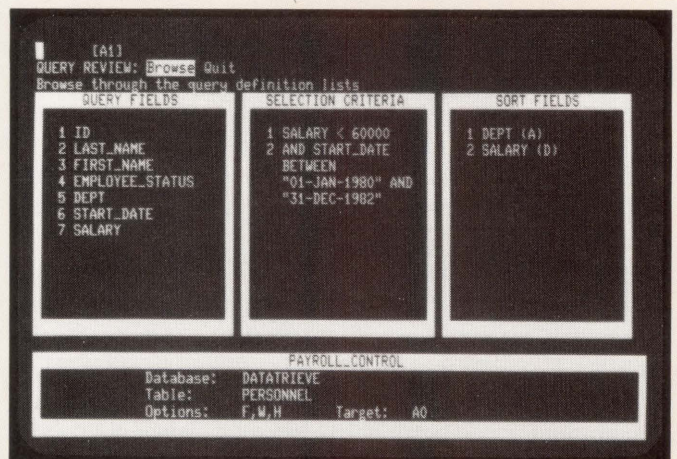 [A1]
QUERY REVIEW: Browse Quit
Browse through the query definition lists
QUERY FIELDS
1 ID
2 LAST_NAME
3 FIRST_NAME
4 EMPLOYEE_STATUS
5 DEPT
6 START_DATE
7 SALARY
SELECTION CRITERIA
1 SALARY < 60000
2 AND START_DATE
BETWEEN
"01-JAN-1980" AND
"31-DEC-1982"
SORT FIELDS
1 DEPT (A)
2 SALARY (D)
PAYROLL_CONTROL
Database: DATATRIEVE
Table: PERSONNEL
Options: F,W,H Target: AO